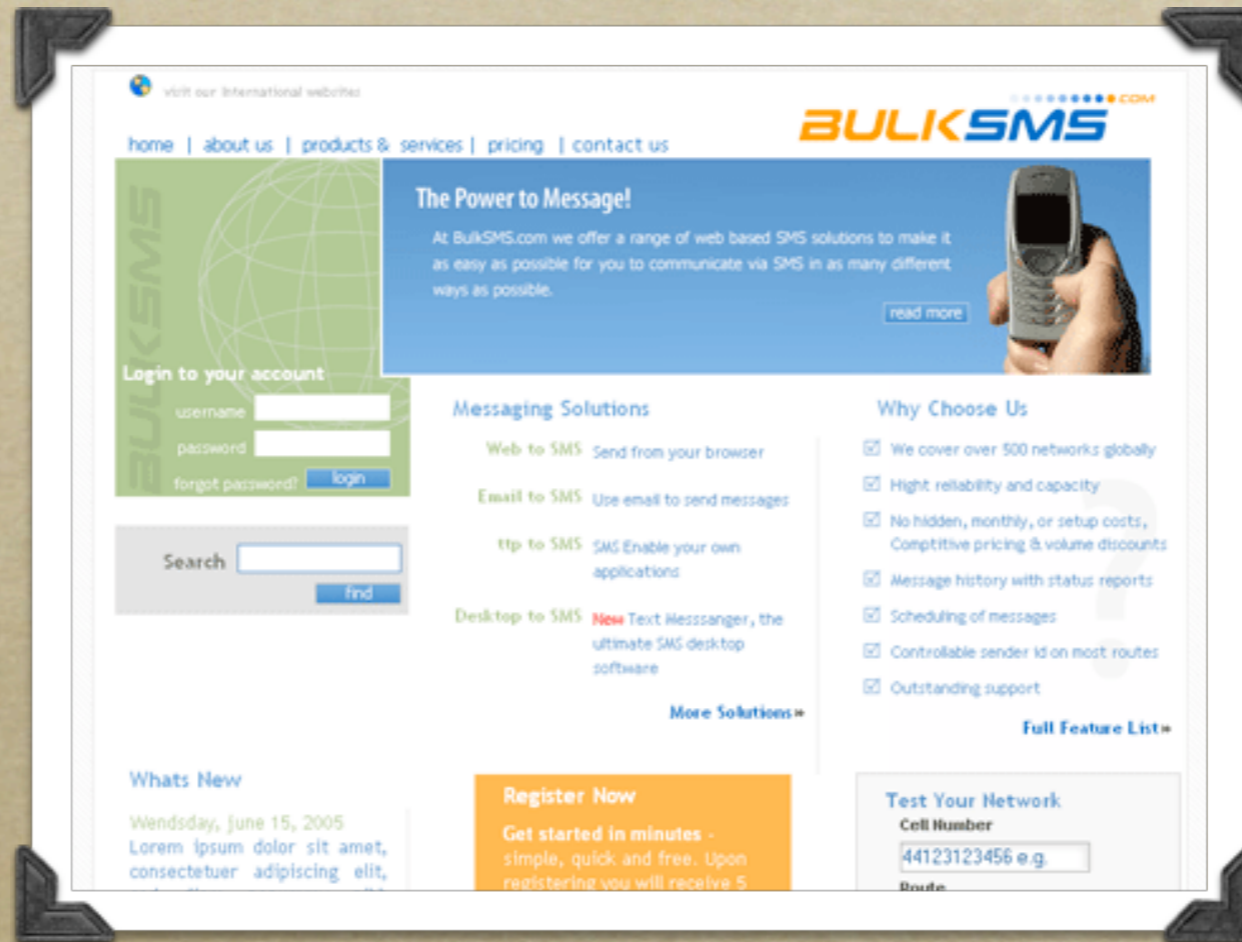 visit our international websites
BULKSMS.COM
home | about us | products & services | pricing | contact us
BULKSMS
The Power to Message!
At BulkSMS.com we offer a range of web based SMS solutions to make it
as easy as possible for you to communicate via SMS in as many different
ways as possible.
read more
Login to your account
username
password
forgot password? login
Search
find
Messaging Solutions
Web to SMS Send from your browser
Email to SMS Use email to send messages
ttp to SMS SMS Enable your own
applications
Desktop to SMS New Text Messsanger, the
ultimate SMS desktop
software
More Solutions»
Why Choose Us
We cover over 500 networks globally
Hight reliability and capacity
No hidden, monthly, or setup costs,
Comptitive pricing & volume discounts
Message history with status reports
Scheduling of messages
Controllable sender id on most routes
Outstanding support
?
Full Feature List»
Whats New
Wendsday, june 15, 2005
Lorem ipsum dolor sit amet,
consectetuer adipiscing elit,
Register Now
Get started in minutes -
simple, quick and free. Upon
registering you will receive 5
Test Your Network
Cell Number
44123123456 e.g.
Route